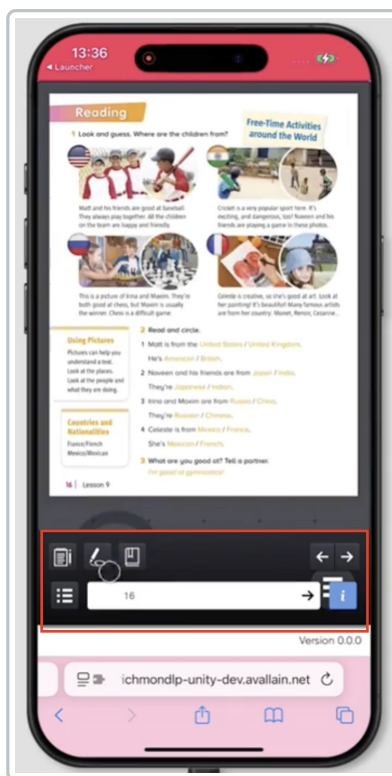 13:36
Launcher
Reading
Free-Time Activities
around the World
1 Look and guess. Where are the children from?
Matt and his friends are good at baseball.
They always play together. All the children
on the team are happy and friendly.
Cricket is a very popular sport here. It's
exciting, and dangerous, too! Naveen and his
friends are playing a game in these photos.
This is a picture of Irina and Maxim. They're
both good at chess, but Maxim is usually
the winner. Chess is a difficult game.
Celeste is creative, so she's good at art. Look at
her painting! It's beautiful! Many famous artists
are from her country: Monet, Renoir, Cezanne...
Using Pictures
Pictures can help you
understand a text.
Look at the places.
Look at the people and
what they are doing.
Countries and
Nationalities
France/French
Mexico/Mexican
2 Read and circle.
1 Matt is from the United States / United Kingdom.
He's American / British.
2 Naveen and his friends are from Japan / India.
They're Japanese / Indian.
3 Irina and Maxim are from Russia / China.
They're Russian / Chinese.
4 Celeste is from Mexico / France.
She's Mexican / French.
3 What are you good at? Tell a partner.
I'm good at gymnastics!
16 | Lesson 9
16
Version 0.0.0
ichmondlp-unity-dev.avallain.net